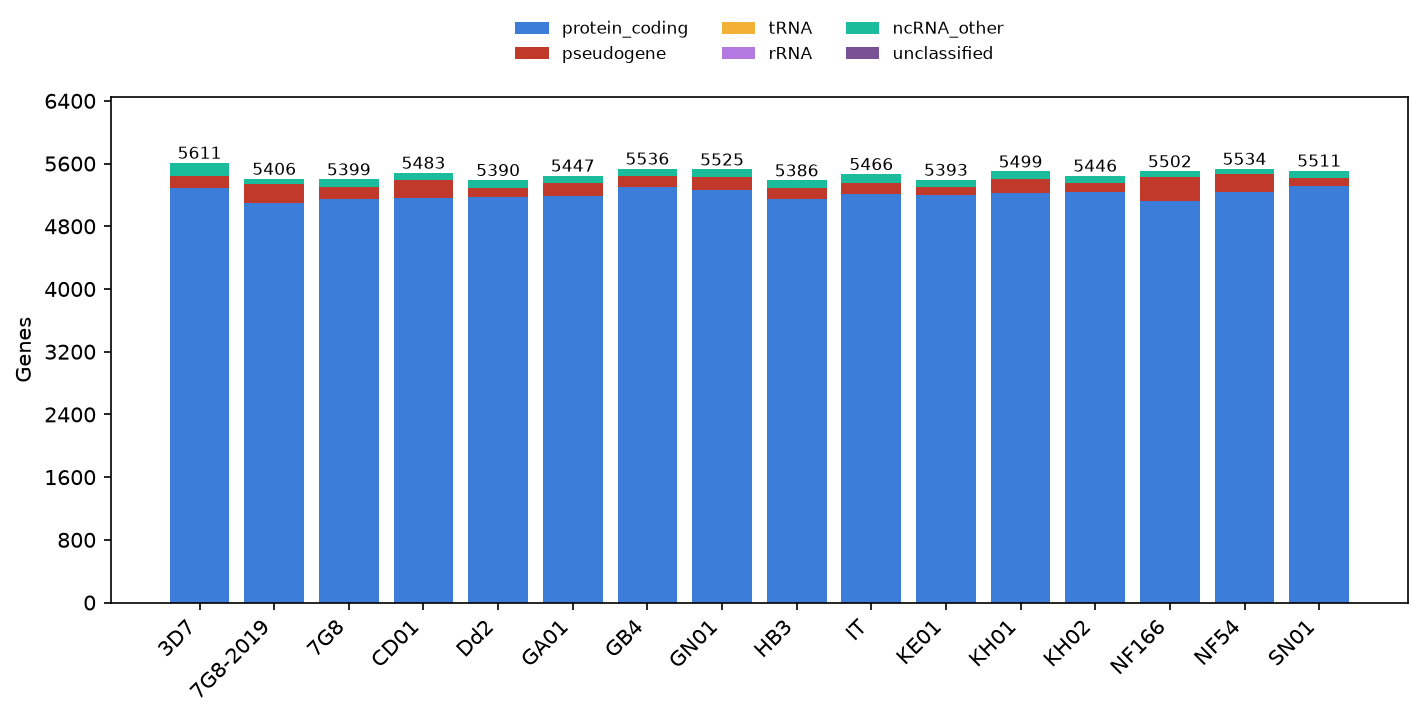 protein_coding tRNA ncRNA_other
pseudogene rRNA unclassified
6400
5600
4800
4000
3200
2400
1600
800
0
Genes
5611 5406 5399 5483 5390 5447 5536 5525 5386 5466 5393 5499 5446 5502 5534 5511
3D7 7G8-2019 7G8 CD01 Dd2 GA01 GB4 GN01 HB3 IT KE01 KH01 KH02 NF166 NF54 SN01